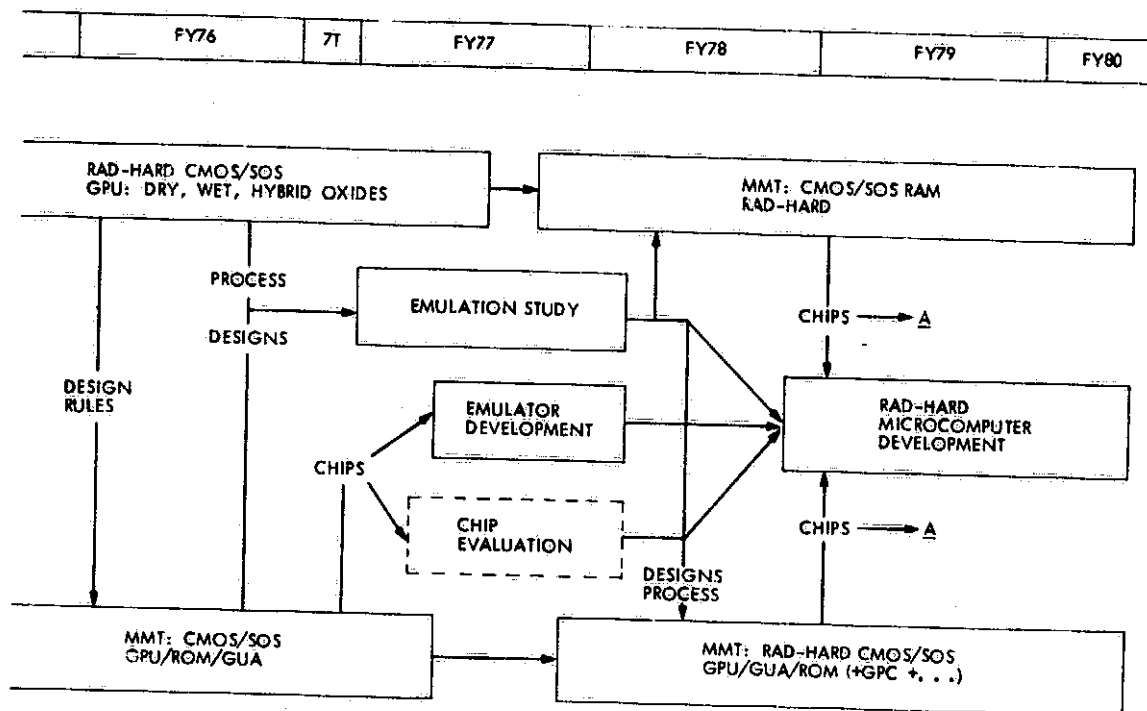 FY76
7T
FY77
FY78
FY79
FY80
RAD-HARD CMOS/SOS
GPU: DRY, WET, HYBRID OXIDES
MMT: CMOS/SOS RAM
RAD-HARD
PROCESS
DESIGNS
EMULATION STUDY
CHIPS
A
DESIGN
RULES
EMULATOR
DEVELOPMENT
RAD-HARD
MICROCOMPUTER
DEVELOPMENT
CHIPS
CHIP
EVALUATION
CHIPS
A
DESIGNS
PROCESS
MMT: CMOS/SOS
GPU/ROM/GUA
MMT: RAD-HARD CMOS/SOS
GPU/GUA/ROM (+GPC +. . .)